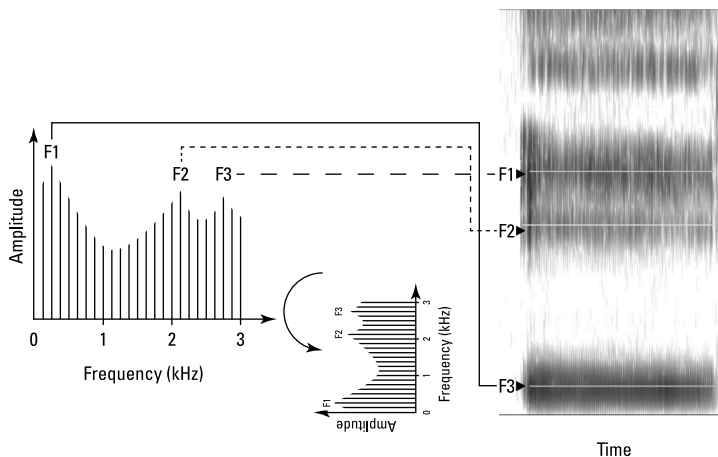 F1
F2
F3
Amplitude
0
1
2
3
Frequency (kHz)
F3
F2
F1
Amplitude
3
2
1
0
Frequency (kHz)
F1
F2
F3
Time